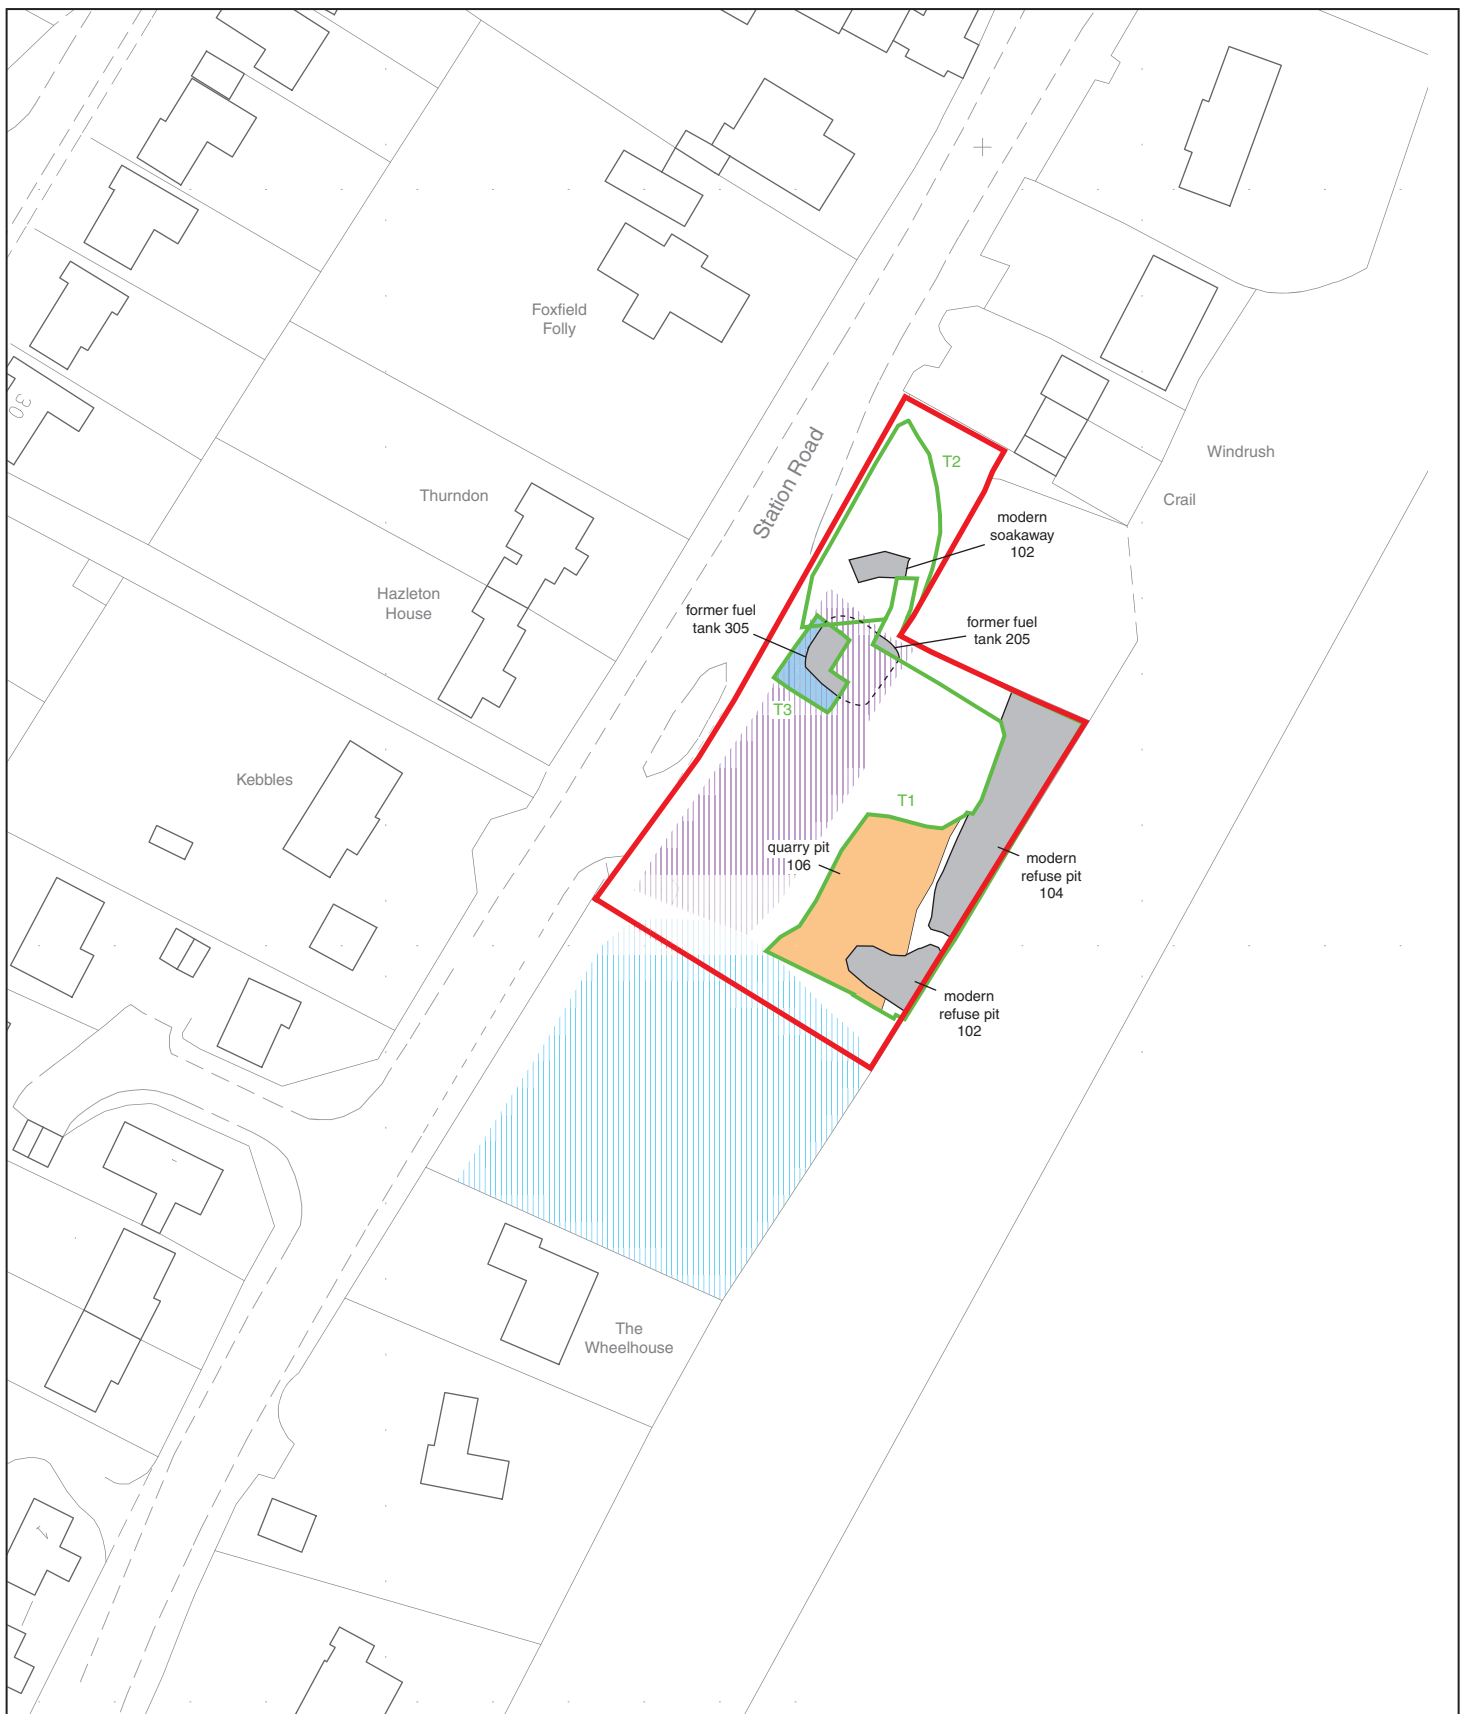 Foxfield
Folly
30
Station Road
T2
Windrush
Thurndon
Crail
modern
soakaway
102
Hazleton
House
former fuel
tank 305
former fuel
tank 205
T3
Kebbles
T1
quarry pit
106
modern
refuse pit
104
modern
refuse pit
102
The
Wheelhouse